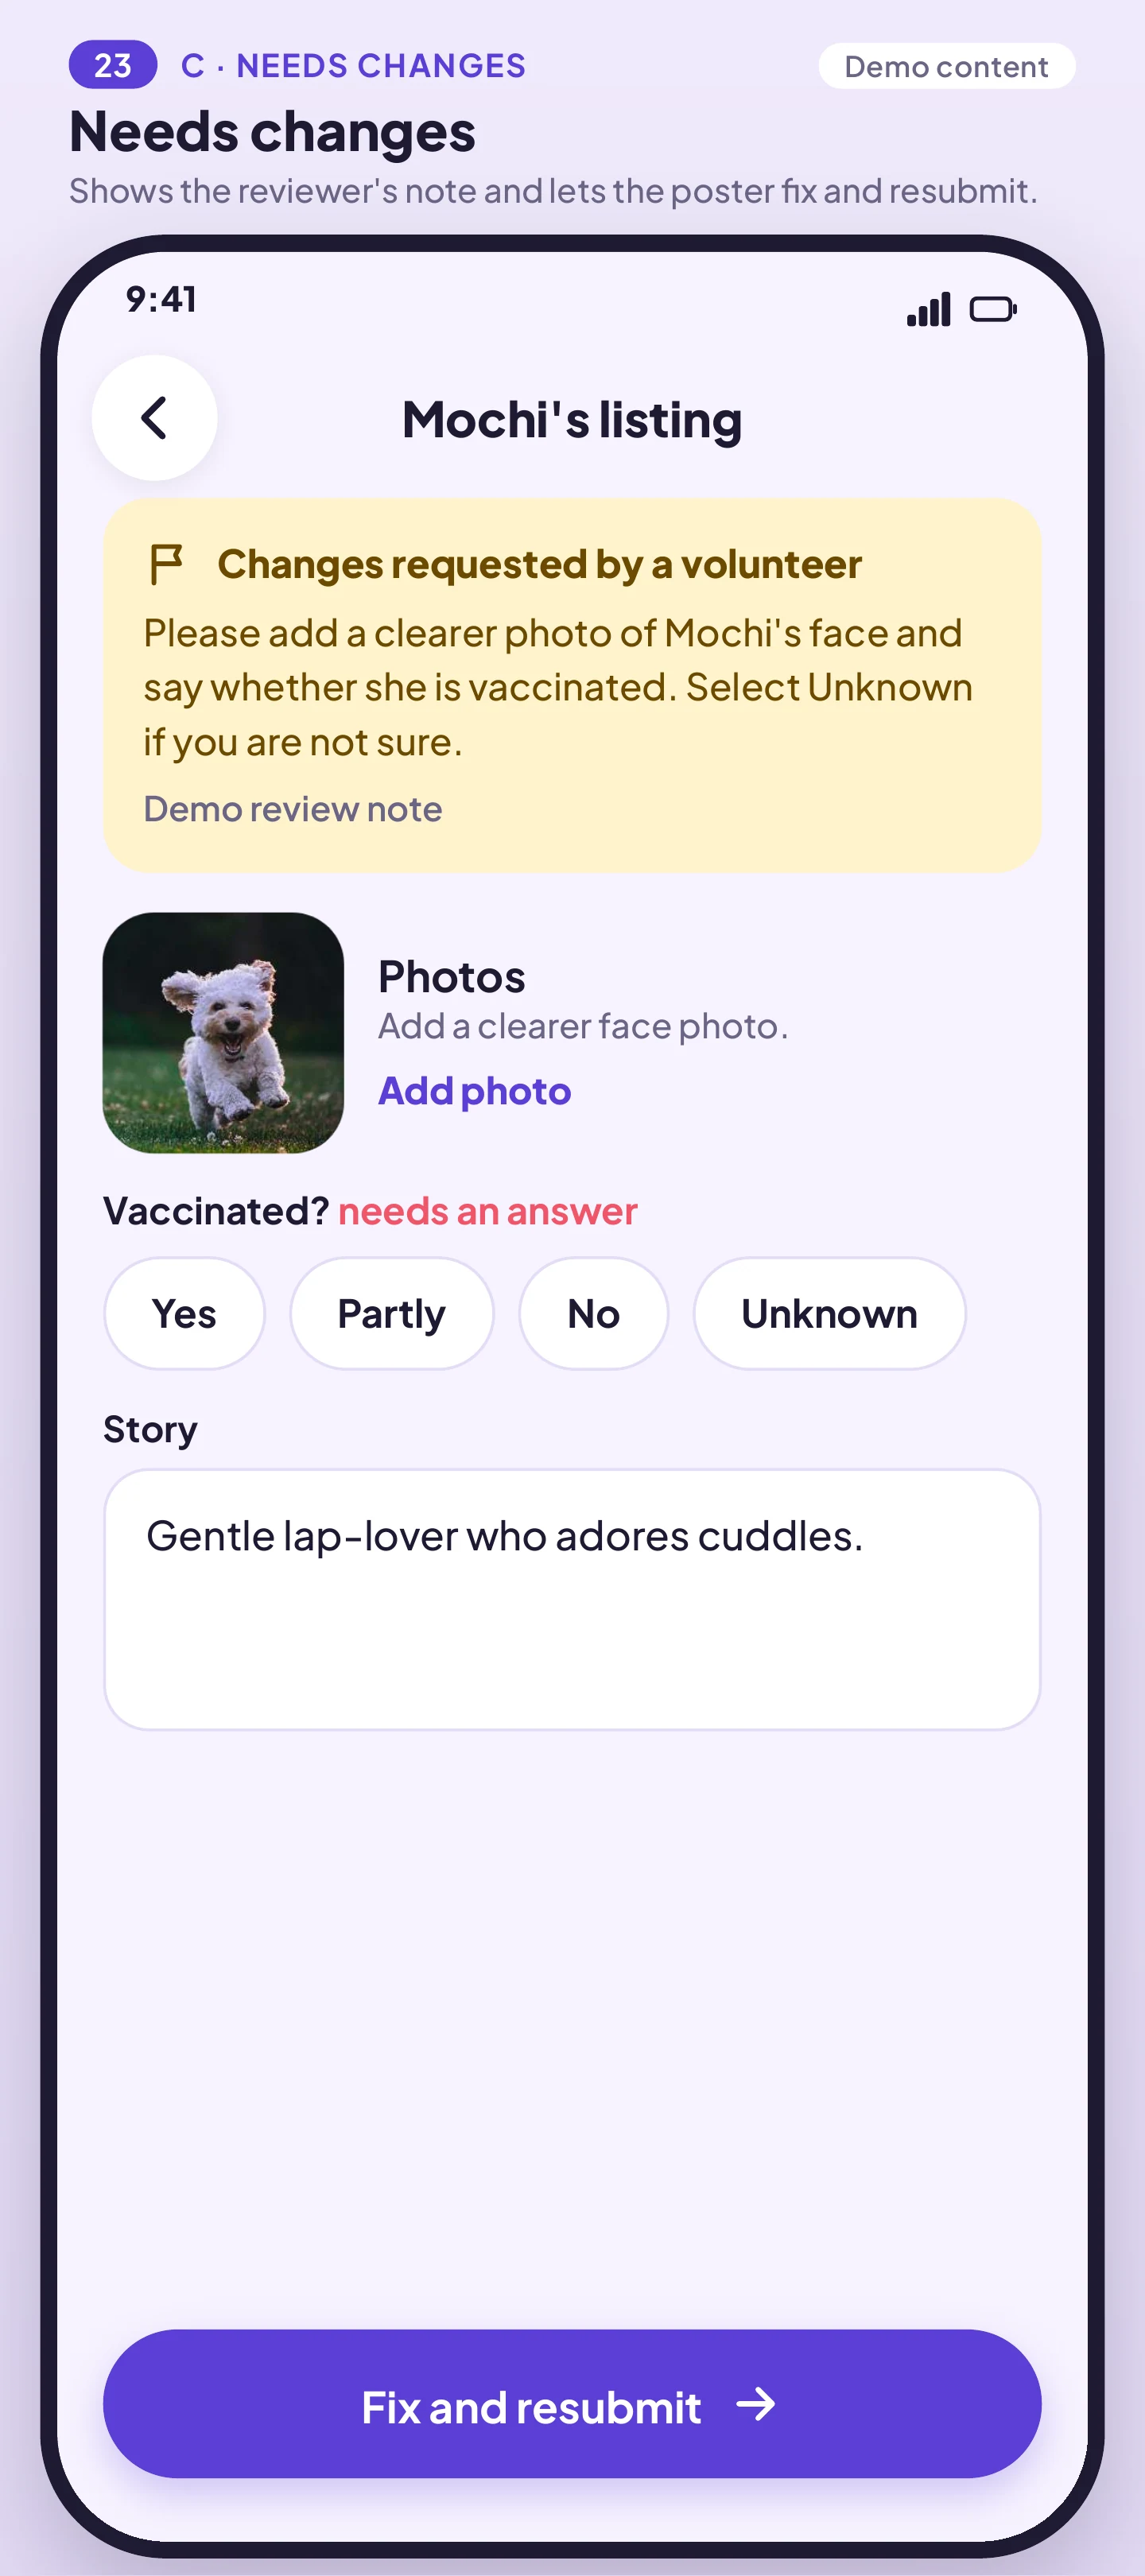 23 C · NEEDS CHANGES Demo content
Needs changes
Shows the reviewer's note and lets the poster fix and resubmit.
9:41
Mochi's listing
Changes requested by a volunteer
Please add a clearer photo of Mochi's face and
say whether she is vaccinated. Select Unknown
if you are not sure.
Demo review note
Photos
Add a clearer face photo.
Add photo
Vaccinated? needs an answer
Yes Partly No Unknown
Story
Gentle lap-lover who adores cuddles.
Fix and resubmit →